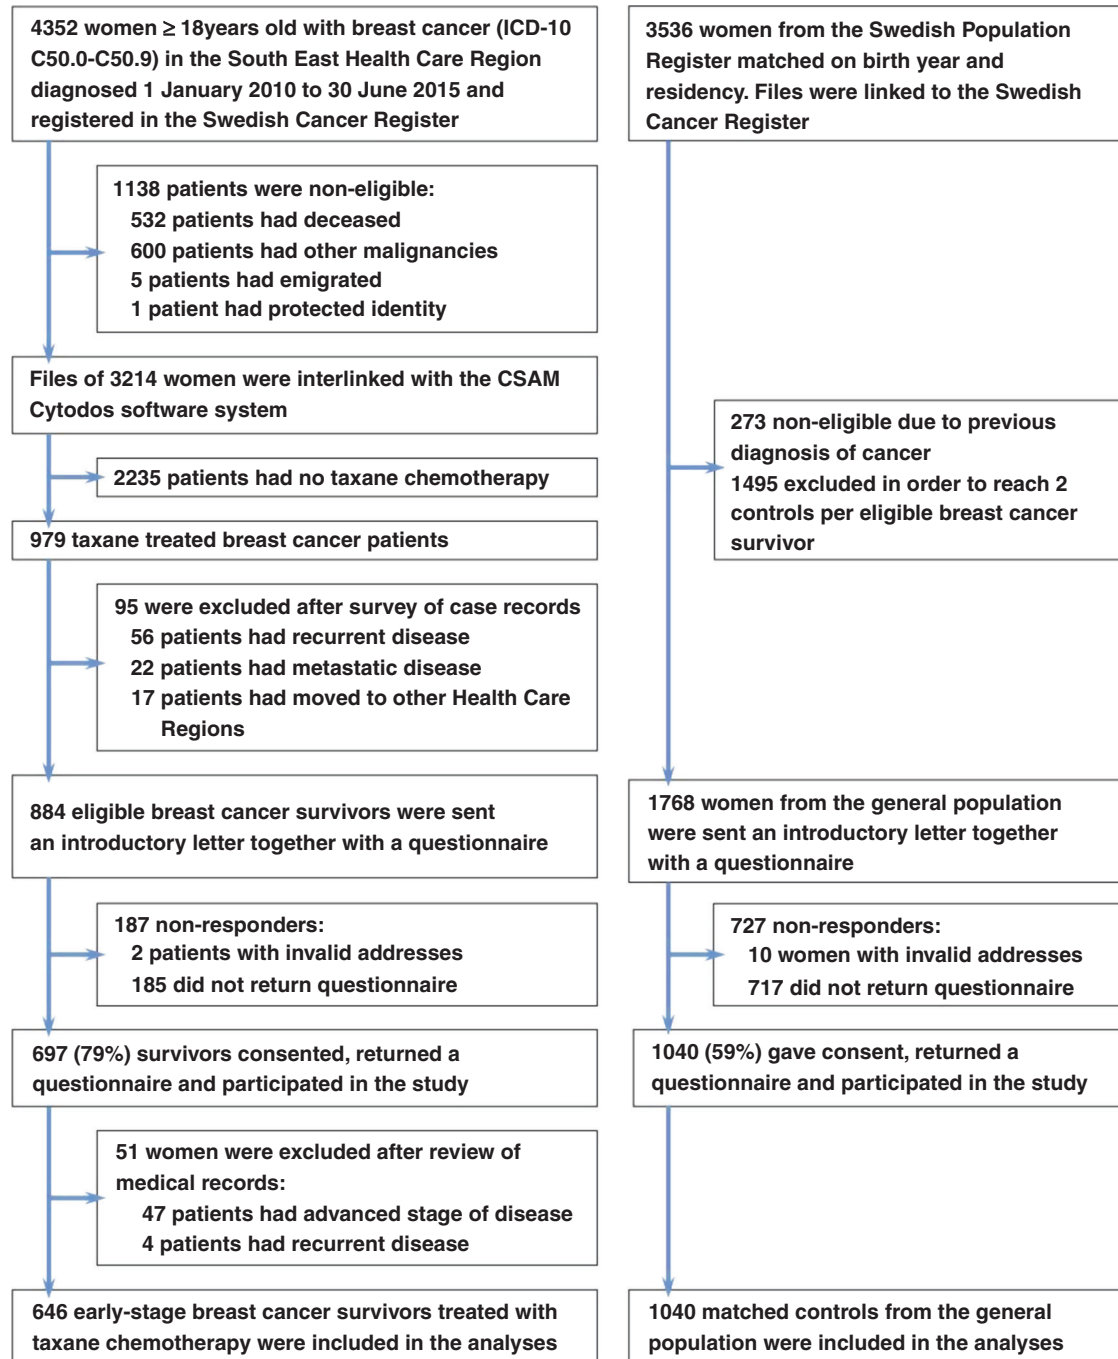 4352 women ≥ 18years old with breast cancer (ICD-10
C50.0-C50.9) in the South East Health Care Region
diagnosed 1 January 2010 to 30 June 2015 and
registered in the Swedish Cancer Register
3536 women from the Swedish Population
Register matched on birth year and
residency. Files were linked to the Swedish
Cancer Register
1138 patients were non-eligible:
532 patients had deceased
600 patients had other malignancies
5 patients had emigrated
1 patient had protected identity
Files of 3214 women were interlinked with the CSAM
Cytodos software system
273 non-eligible due to previous
diagnosis of cancer
1495 excluded in order to reach 2
controls per eligible breast cancer
survivor
2235 patients had no taxane chemotherapy
979 taxane treated breast cancer patients
95 were excluded after survey of case records
56 patients had recurrent disease
22 patients had metastatic disease
17 patients had moved to other Health Care
Regions
884 eligible breast cancer survivors were sent
an introductory letter together with a questionnaire
1768 women from the general population
were sent an introductory letter together
with a questionnaire
187 non-responders:
2 patients with invalid addresses
185 did not return questionnaire
727 non-responders:
10 women with invalid addresses
717 did not return questionnaire
697 (79%) survivors consented, returned a
questionnaire and participated in the study
1040 (59%) gave consent, returned a
questionnaire and participated in the study
51 women were excluded after review of
medical records:
47 patients had advanced stage of disease
4 patients had recurrent disease
646 early-stage breast cancer survivors treated with
taxane chemotherapy were included in the analyses
1040 matched controls from the general
population were included in the analyses